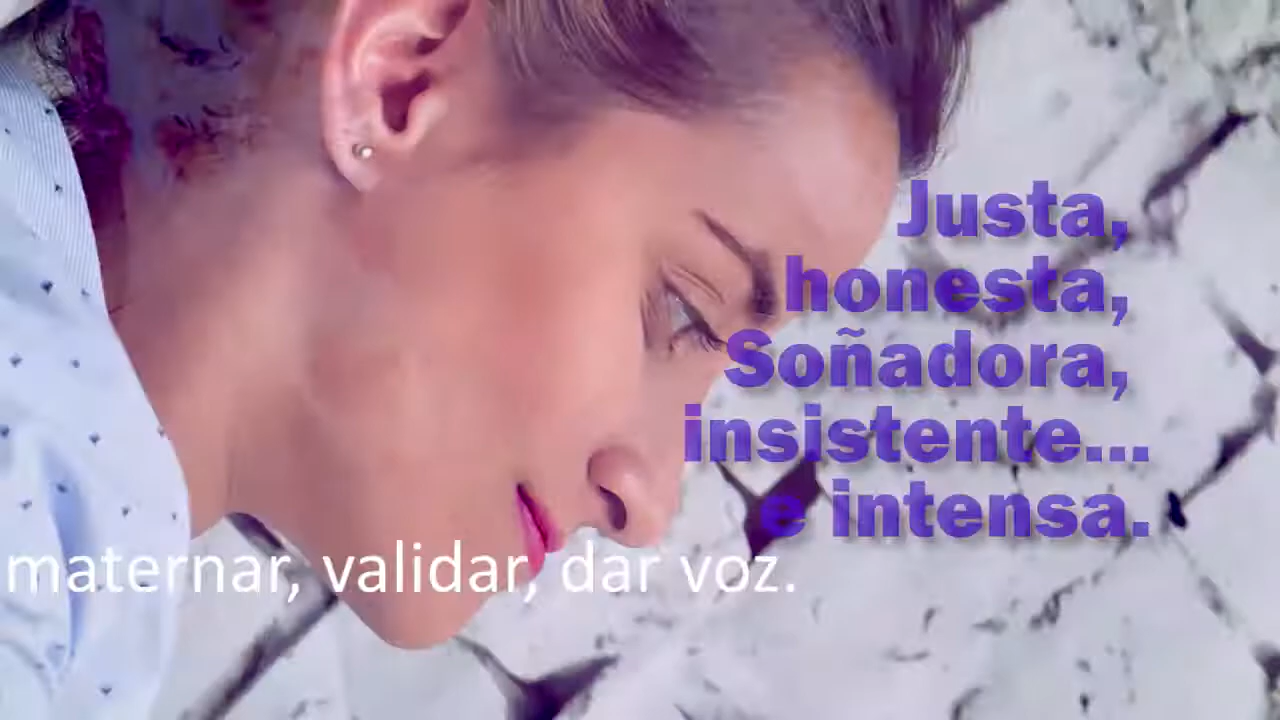 Justa,
honesta,
Soñadora,
insistente...
e intensa.
maternar, validar, dar voz.